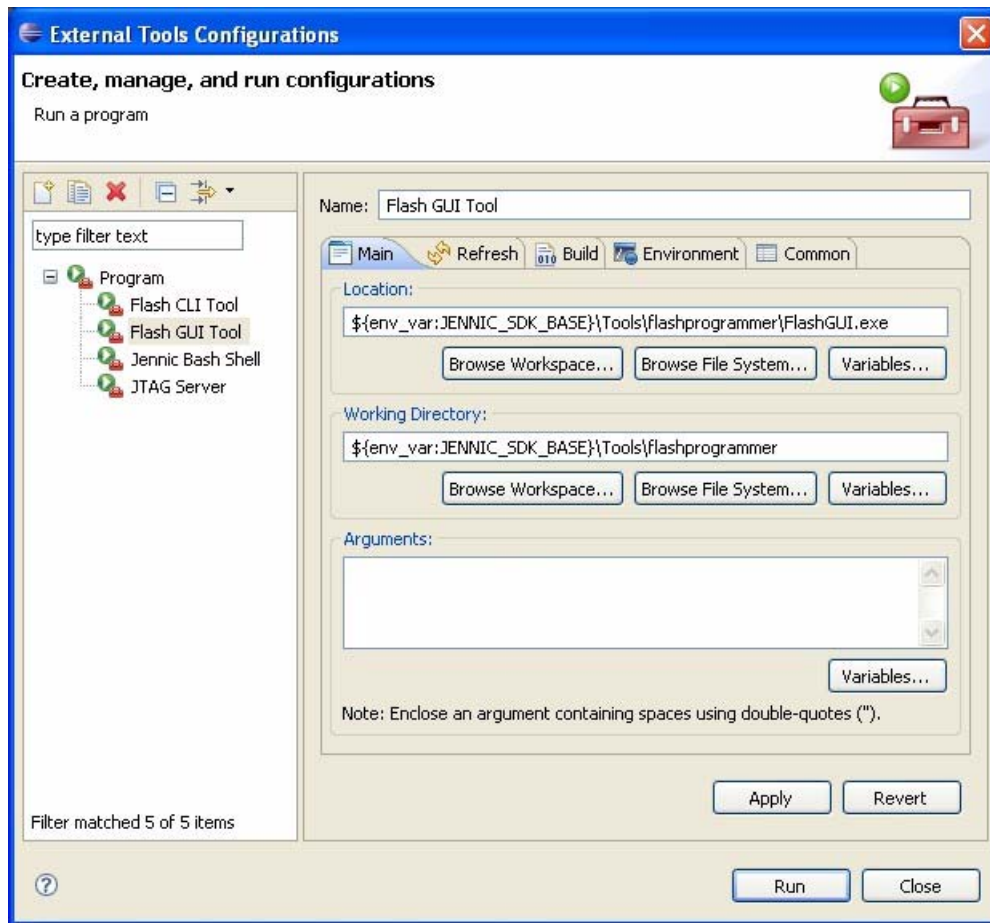 External Tools Configurations
Create, manage, and run configurations
Run a program
type filter text
Program
Flash CLI Tool
Flash GUI Tool
Jennic Bash Shell
JTAG Server
Filter matched 5 of 5 items
Name: Flash GUI Tool
Main Refresh 010 Build Environment Common
Location:
${env_var:JENNIC_SDK_BASE}\Tools\flashprogrammer\FlashGUI.exe
Browse Workspace... Browse File System... Variables...
Working Directory:
${env_var:JENNIC_SDK_BASE}\Tools\flashprogrammer
Browse Workspace... Browse File System... Variables...
Arguments:
Variables...
Note: Enclose an argument containing spaces using double-quotes (").
Apply Revert
? Run Close